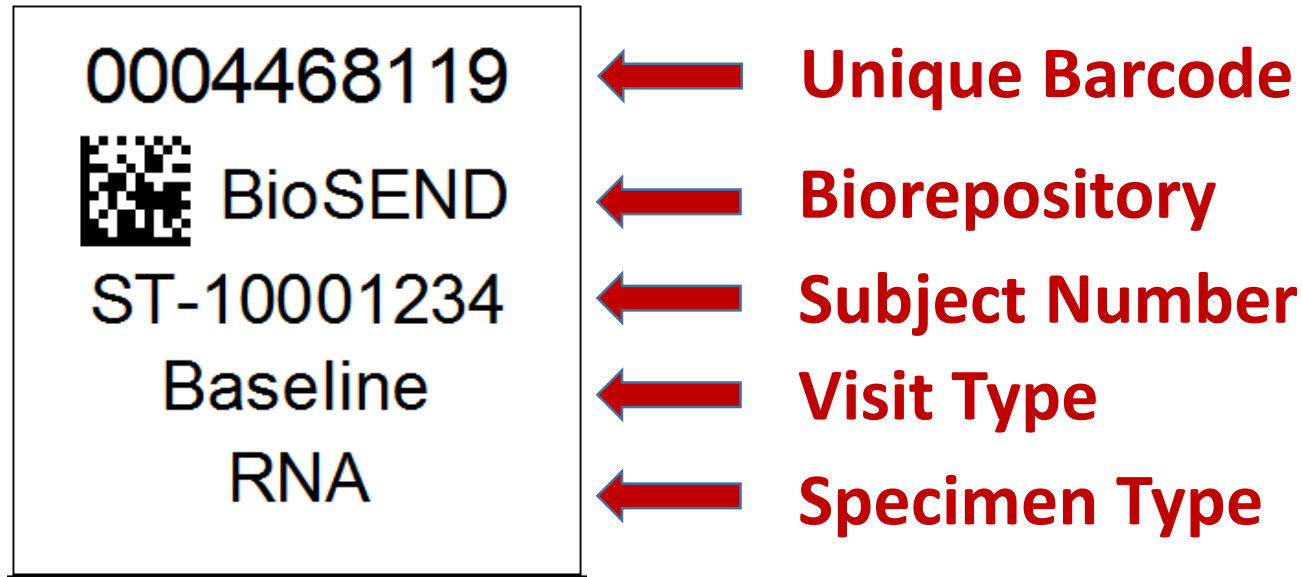 0004468119 Unique Barcode
BioSEND Biorepository
ST-10001234 Subject Number
Baseline Visit Type
RNA Specimen Type